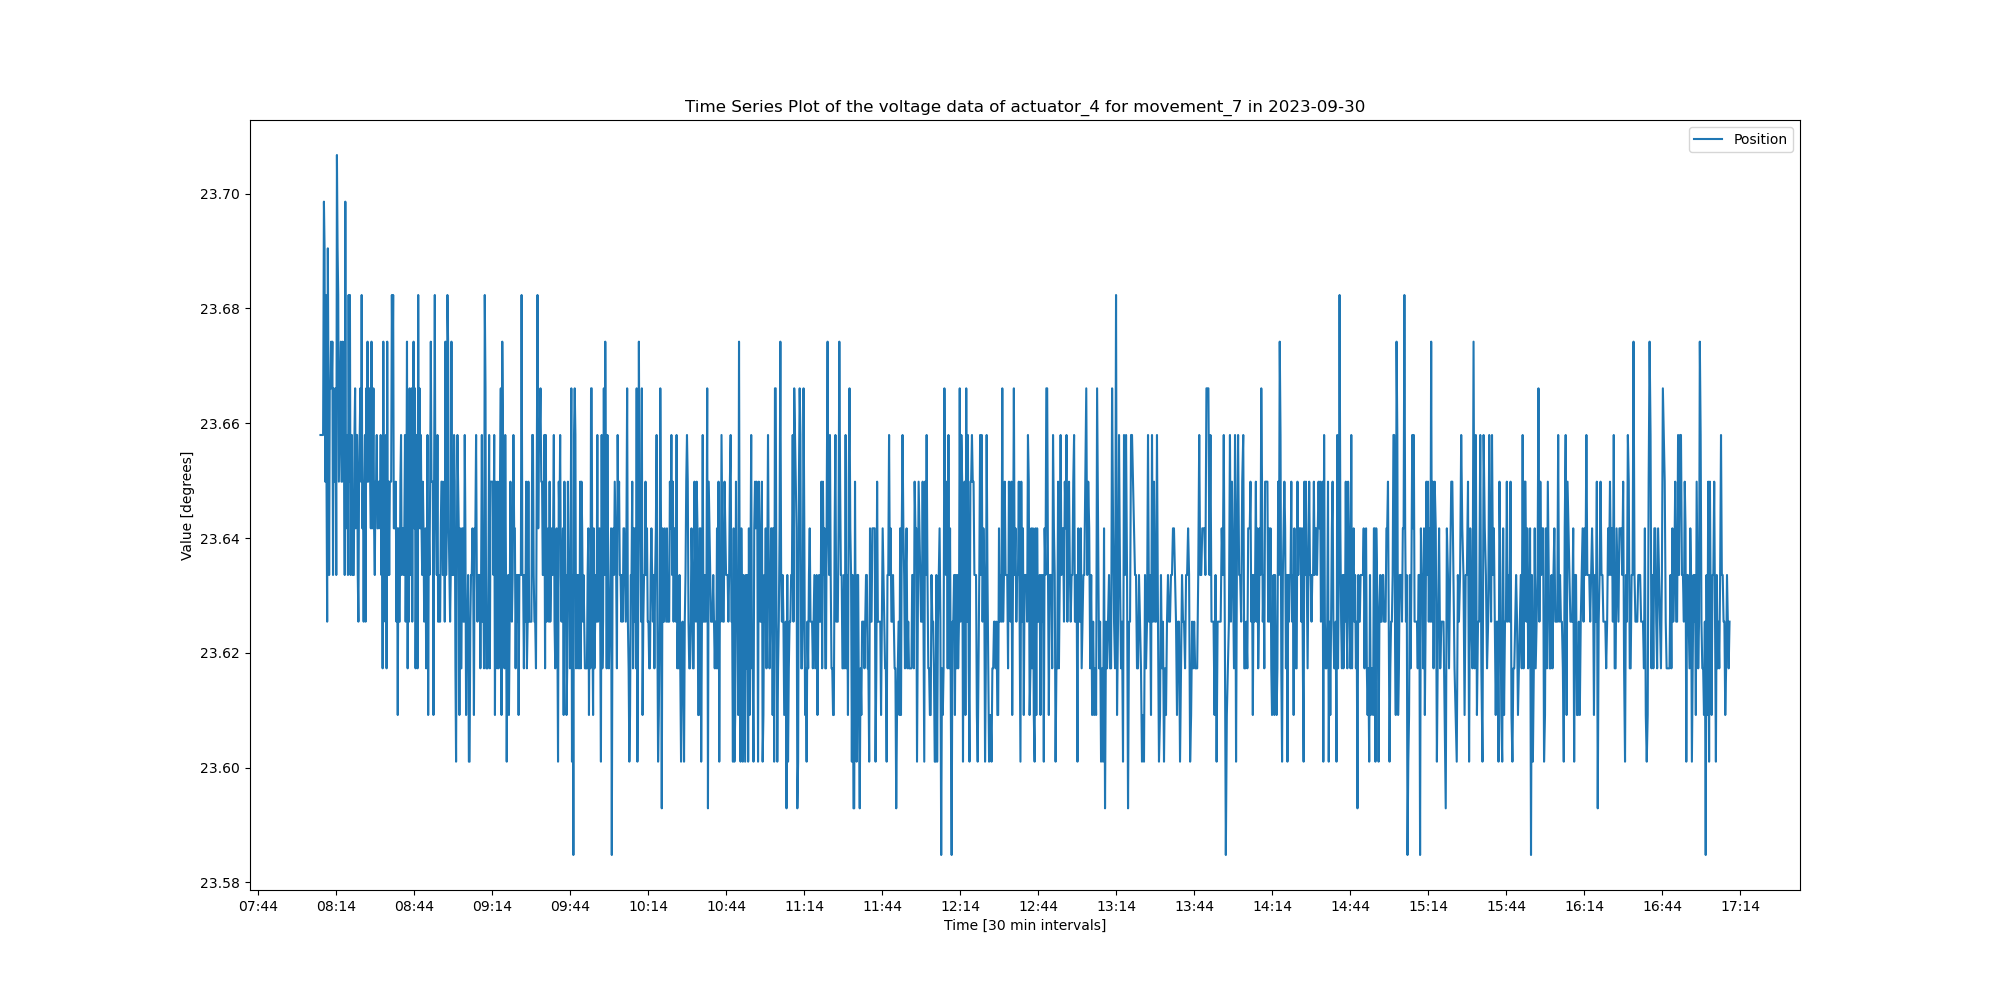 Time Series Plot of the voltage data of actuator_4 for movement_7 in 2023-09-30
Position
23.70
23.68
23.66
23.64
23.62
23.60
23.58
Value [degrees]
07:44 08:14 08:44 09:14 09:44 10:14 10:44 11:14 11:44 12:14 12:44 13:14 13:44 14:14 14:44 15:14 15:44 16:14 16:44 17:14
Time [30 min intervals]